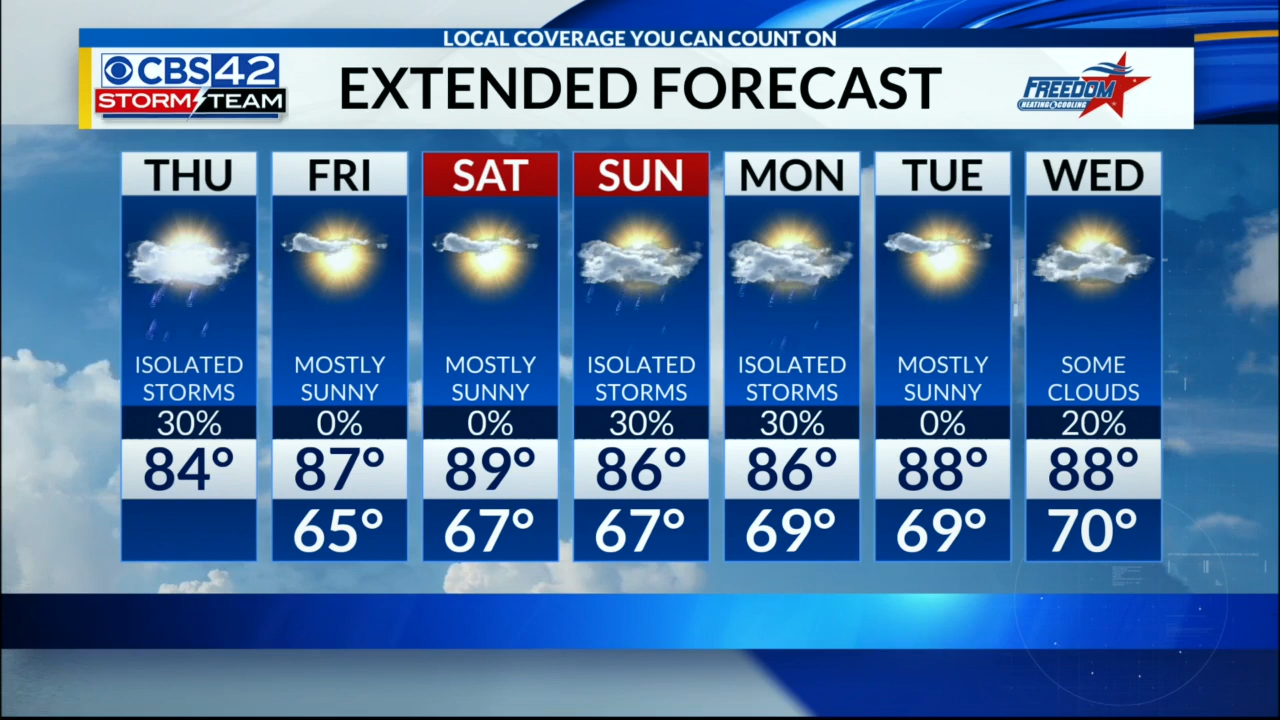 LOCAL COVERAGE YOU CAN COUNT ON
CBS 42
STORM TEAM
EXTENDED FORECAST
FREEDOM
HEATING & COOLING
THU FRI SAT SUN MON TUE WED
ISOLATED MOSTLY MOSTLY ISOLATED ISOLATED MOSTLY SOME
STORMS SUNNY SUNNY STORMS STORMS SUNNY CLOUDS
30% 0% 0% 30% 30% 0% 20%
84° 87° 89° 86° 86° 88° 88°
65° 67° 67° 69° 69° 70°